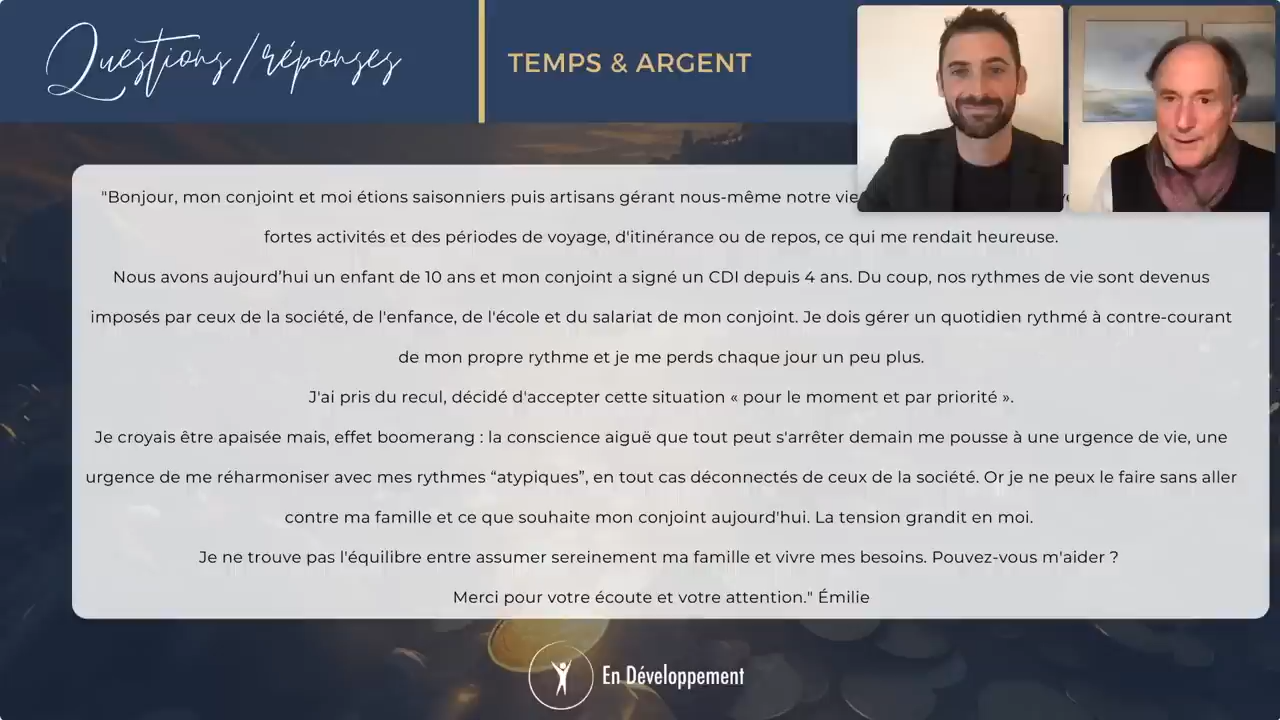 Questions/réponses
TEMPS & ARGENT
"Bonjour, mon conjoint et moi étions saisonniers puis artisans gérant nous-même notre vie
fortes activités et des périodes de voyage, d'itinérance ou de repos, ce qui me rendait heureuse.
Nous avons aujourd’hui un enfant de 10 ans et mon conjoint a signé un CDI depuis 4 ans. Du coup, nos rythmes de vie sont devenus
imposés par ceux de la société, de l'enfance, de l'école et du salariat de mon conjoint. Je dois gérer un quotidien rythmé à contre-courant
de mon propre rythme et je me perds chaque jour un peu plus.
J'ai pris du recul, décidé d'accepter cette situation « pour le moment et par priorité ».
Je croyais être apaisée mais, effet boomerang : la conscience aiguë que tout peut s'arrêter demain me pousse à une urgence de vie, une
urgence de me réharmoniser avec mes rythmes “atypiques”, en tout cas déconnectés de ceux de la société. Or je ne peux le faire sans aller
contre ma famille et ce que souhaite mon conjoint aujourd'hui. La tension grandit en moi.
Je ne trouve pas l'équilibre entre assumer sereinement ma famille et vivre mes besoins. Pouvez-vous m'aider ?
Merci pour votre écoute et votre attention." Émilie
En Développement